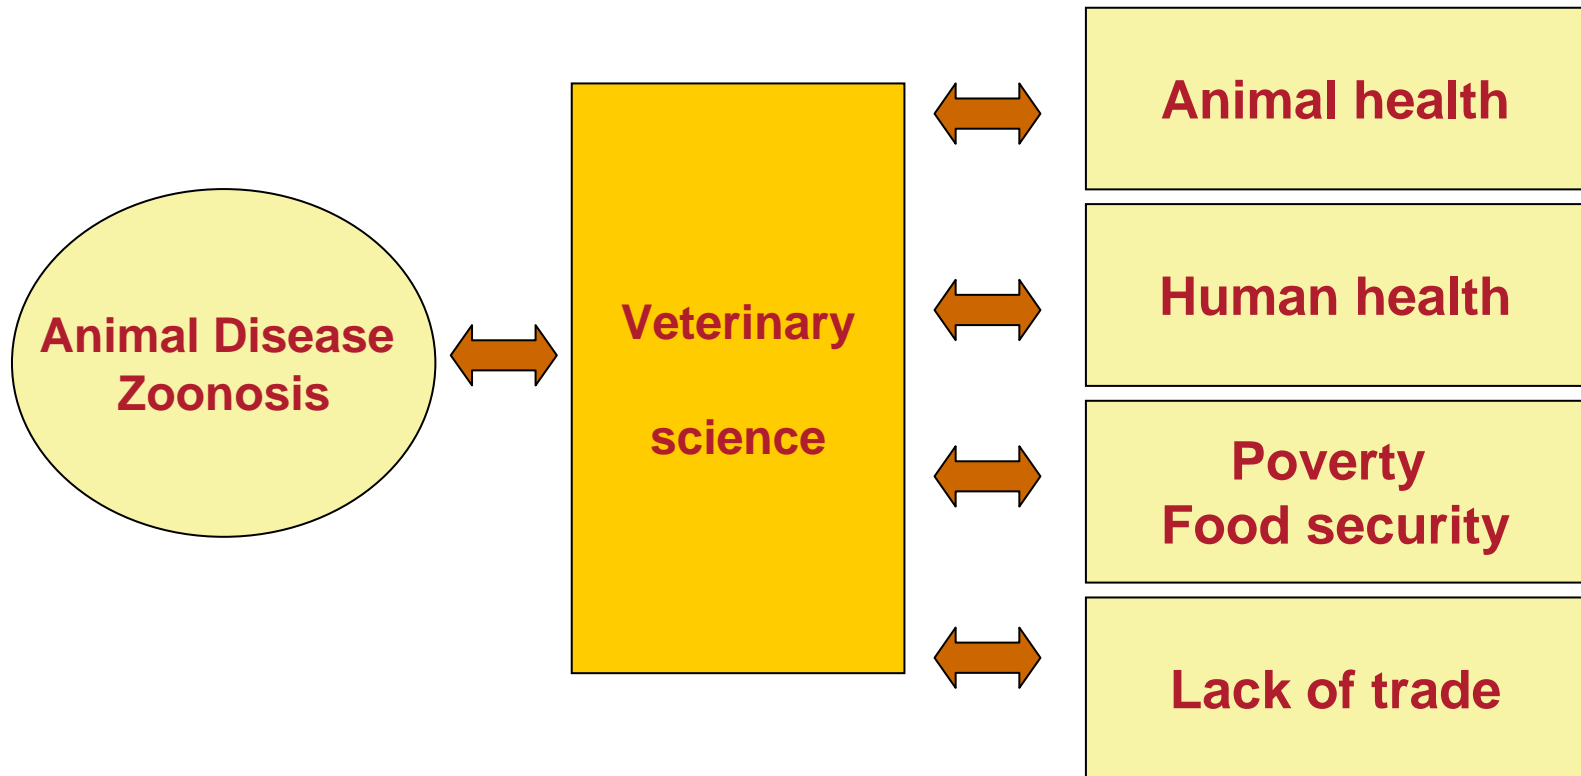 Animal Disease
Zoonosis
Veterinary
science
Animal health
Human health
Poverty
Food security
Lack of trade